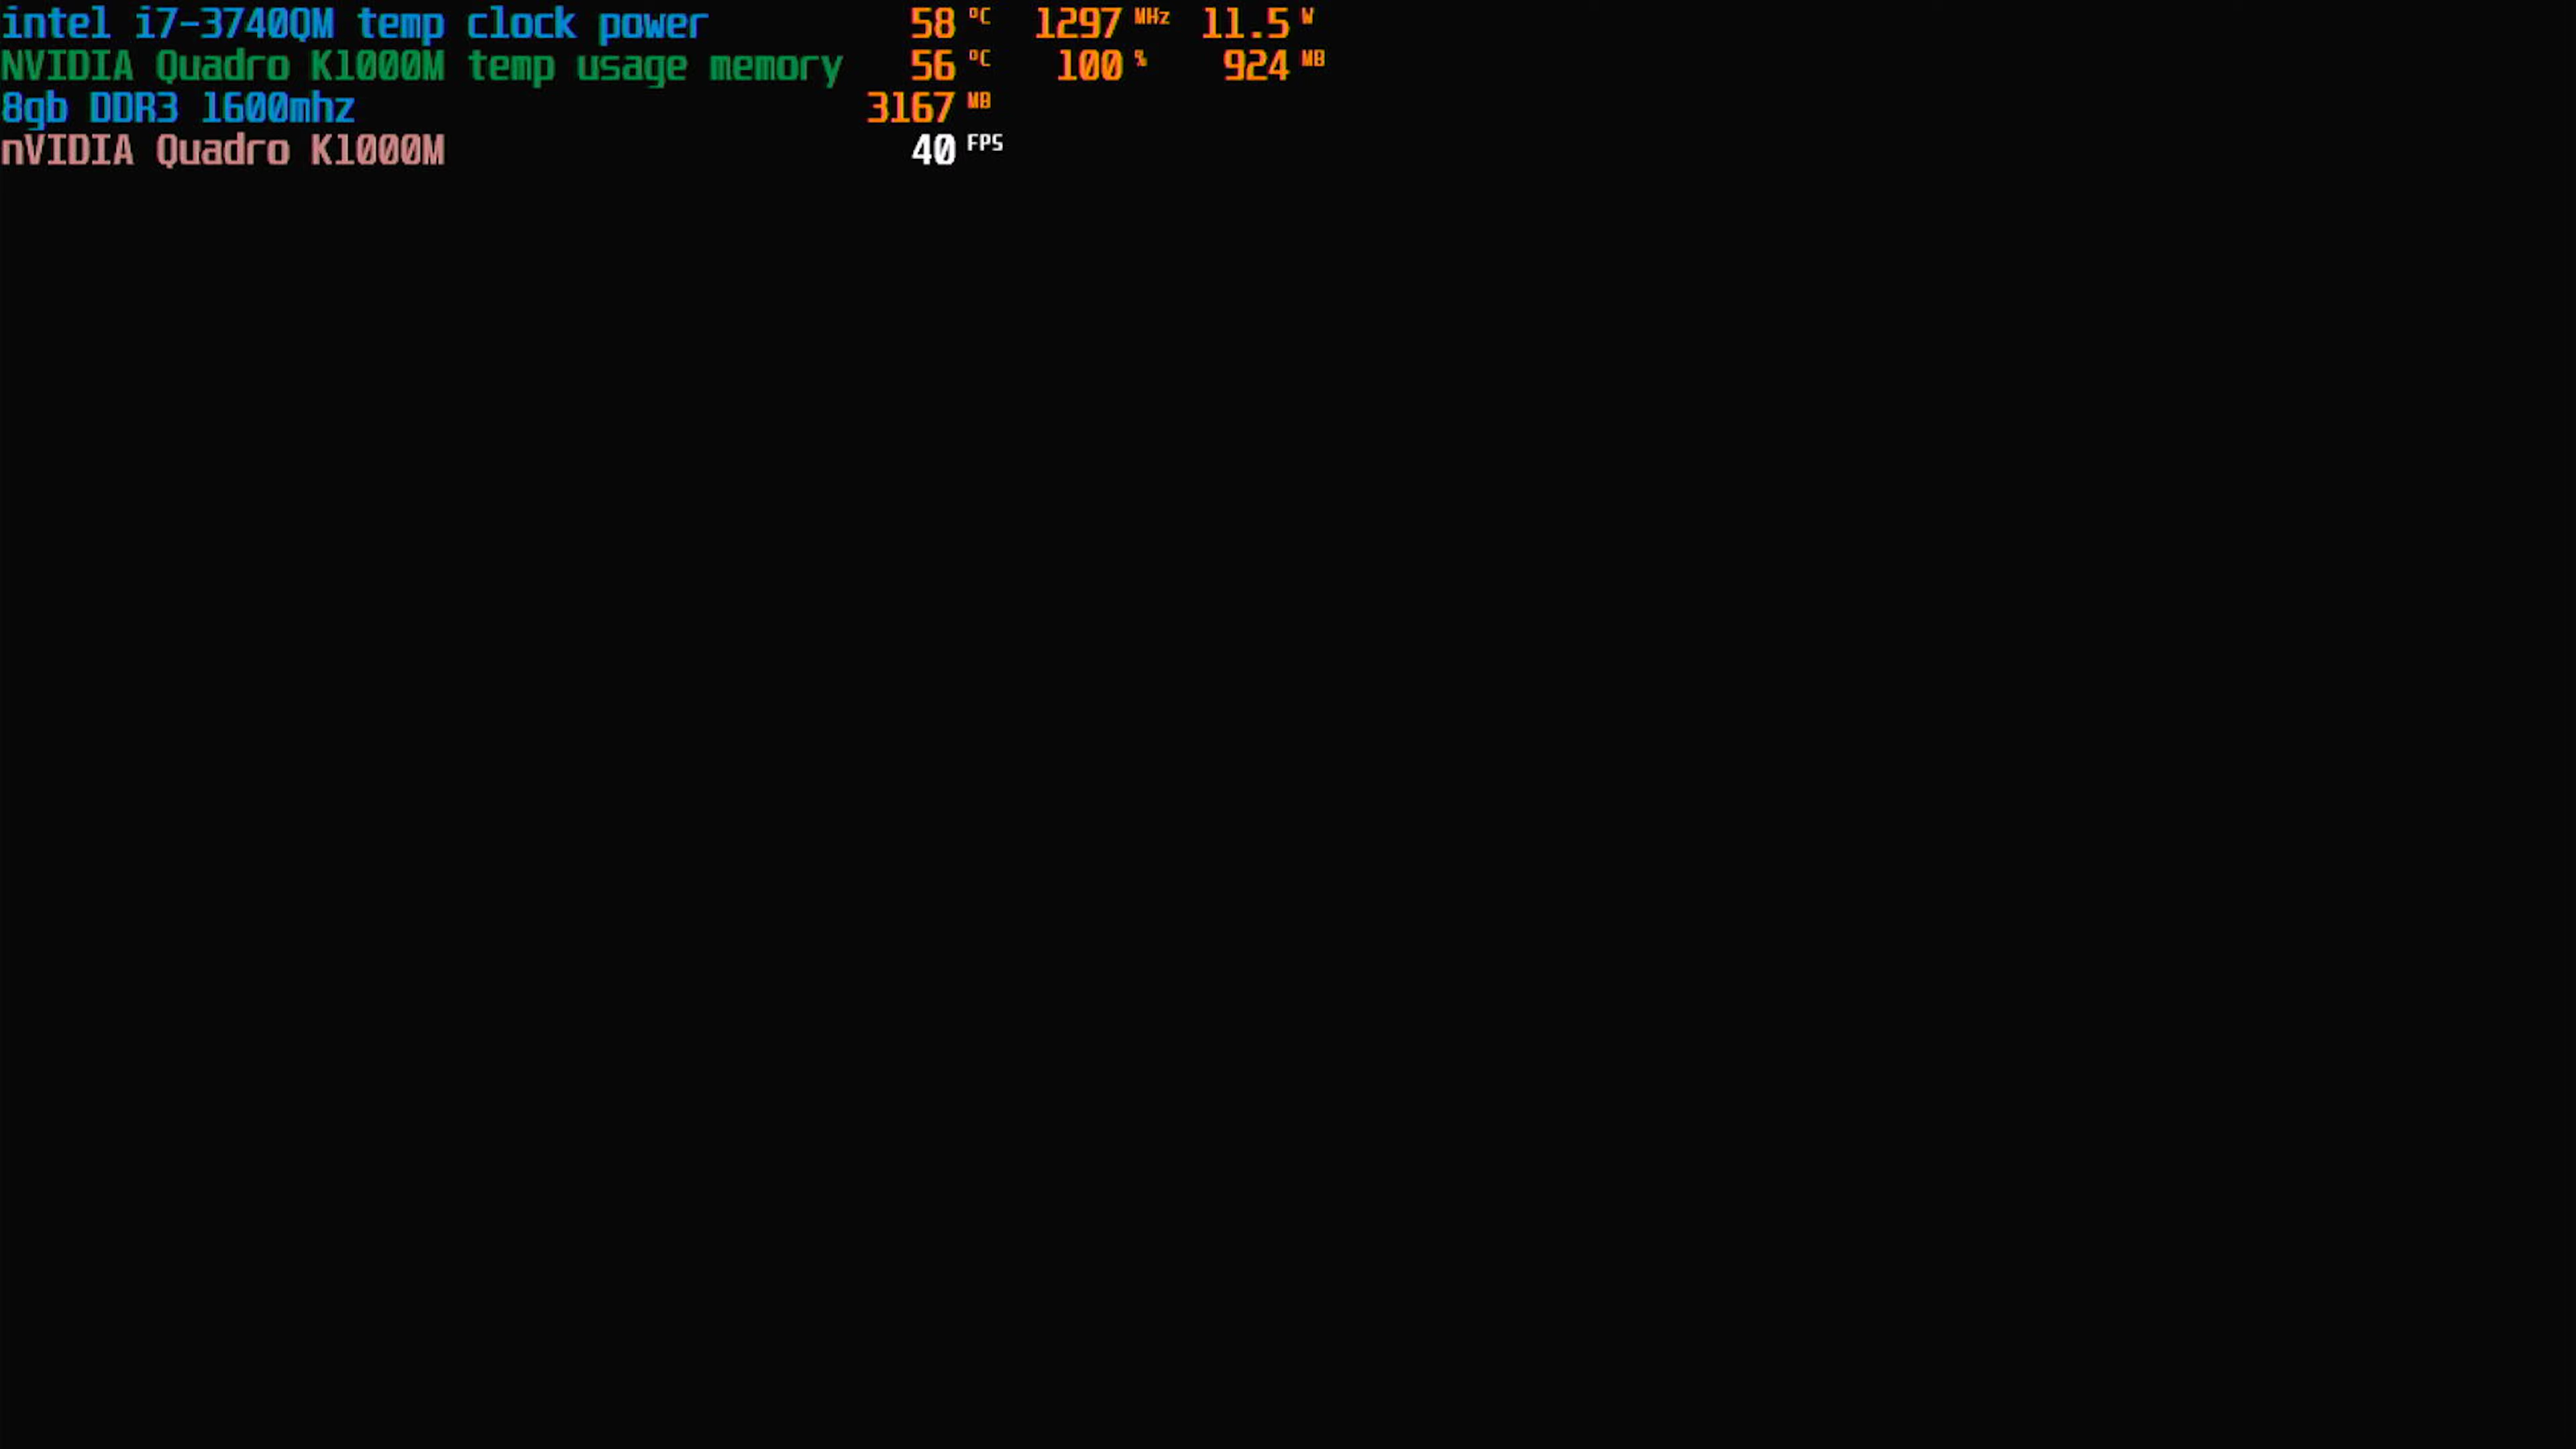 intel i7-3740QM temp clock power 58 °C 1297 MHz 11.5 W
NVIDIA Quadro K1000M temp usage memory 56 °C 100 % 924 MB
8gb DDR3 1600mhz 3167 MB
nVIDIA Quadro K1000M 40 FPS